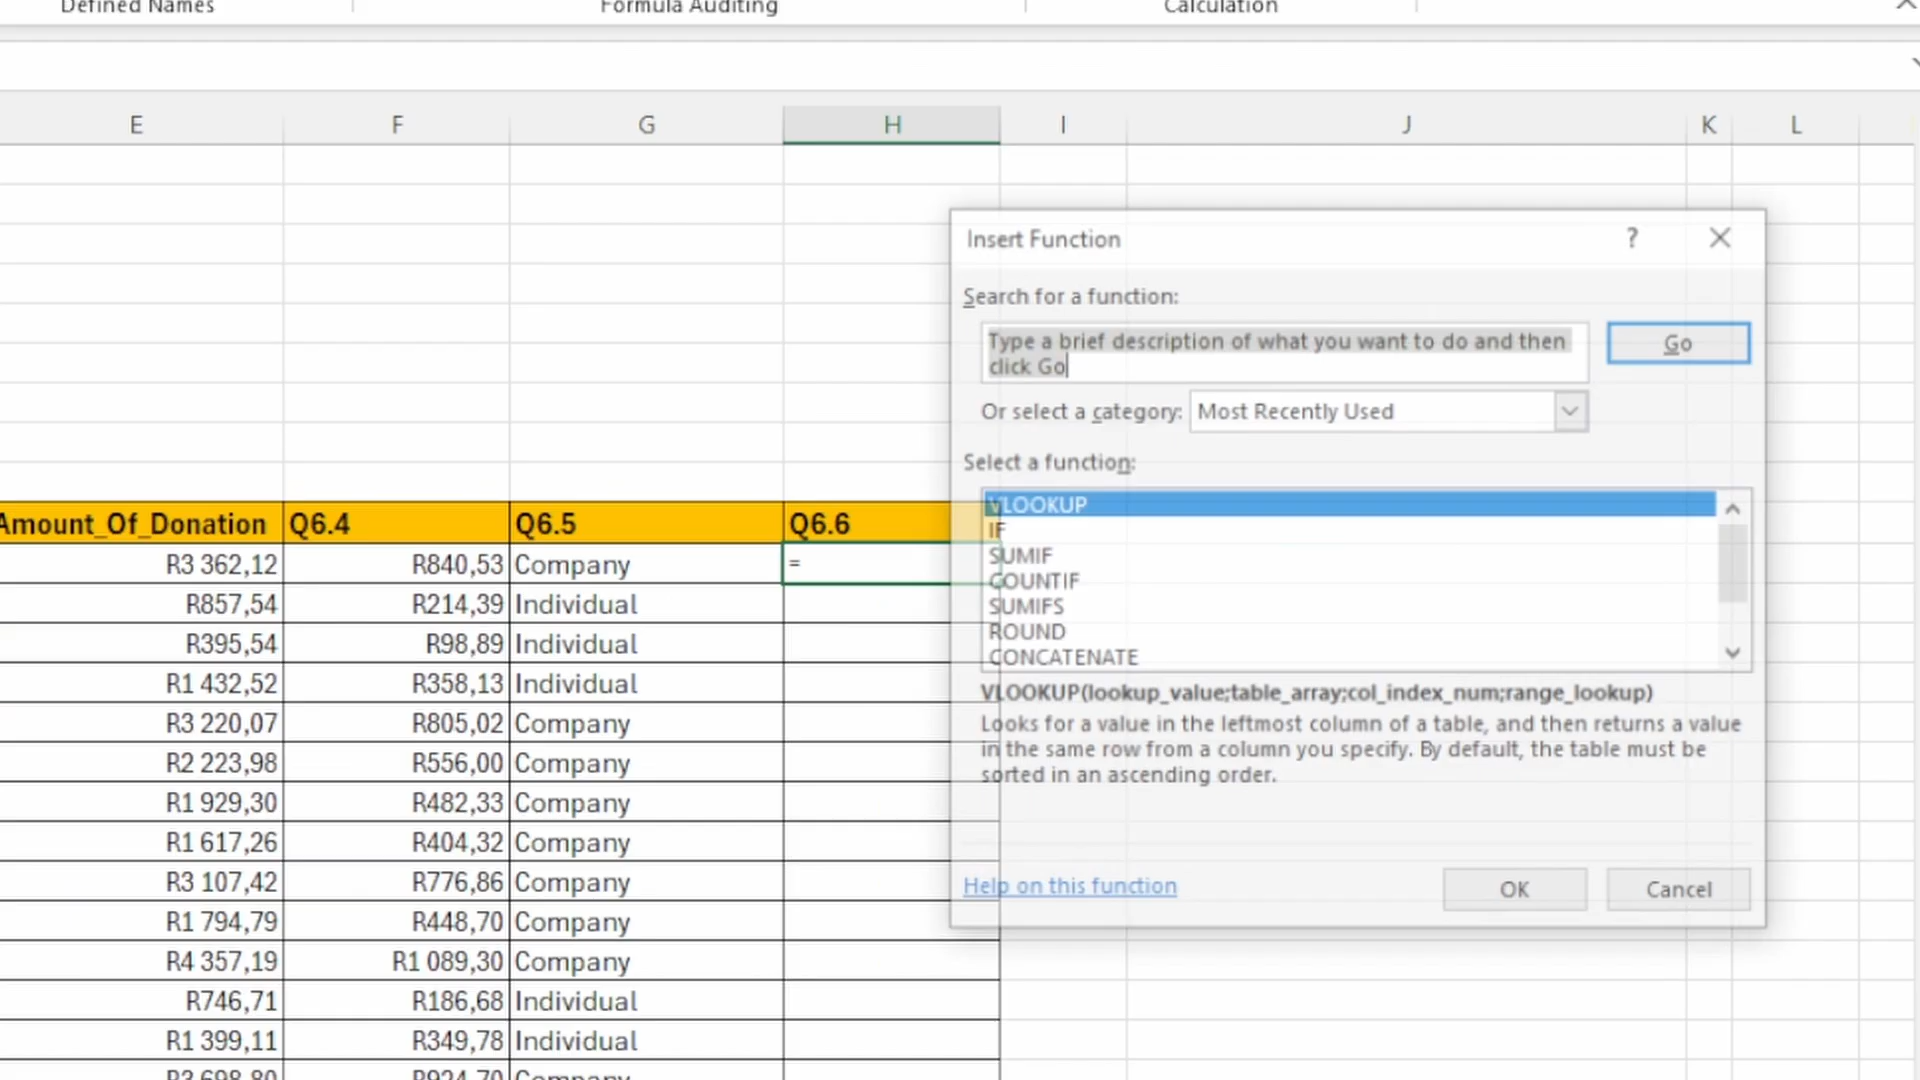 Defined Names Formula Auditing Calculation
E F G H I J K L
Insert Function ?
Search for a function:
Type a brief description of what you want to do and then
click Go
Go
Or select a category: Most Recently Used
Select a function:
VLOOKUP
IF
SUMIF
COUNTIF
SUMIFS
ROUND
CONCATENATE
VLOOKUP(lookup_value;table_array;col_index_num;range_lookup)
Looks for a value in the leftmost column of a table, and then returns a value
in the same row from a column you specify. By default, the table must be
sorted in an ascending order.
Help on this function OK Cancel
Amount_Of_Donation Q6.4 Q6.5 Q6.6
R3 362,12 R840,53 Company =
R857,54 R214,39 Individual
R395,54 R98,89 Individual
R1 432,52 R358,13 Individual
R3 220,07 R805,02 Company
R2 223,98 R556,00 Company
R1 929,30 R482,33 Company
R1 617,26 R404,32 Company
R3 107,42 R776,86 Company
R1 794,79 R448,70 Company
R4 357,19 R1 089,30 Company
R746,71 R186,68 Individual
R1 399,11 R349,78 Individual
R3 698,80 R924,70 Company